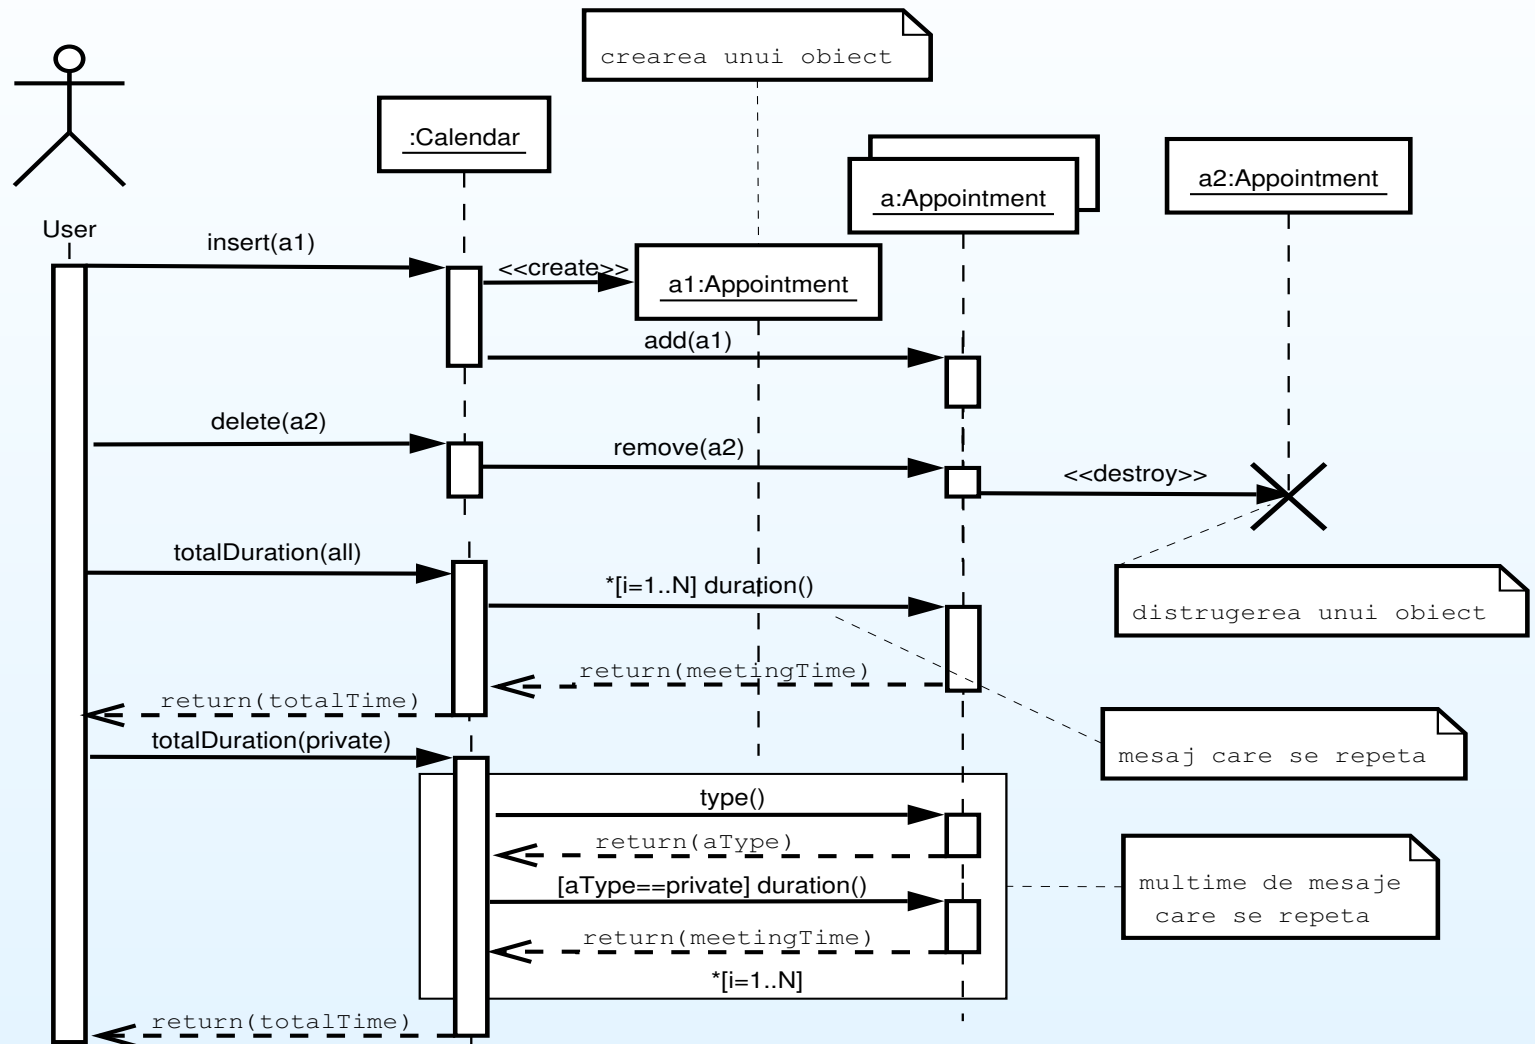 crearea unui obiect
:Calendar
a:Appointment
a2:Appointment
User
insert(a1)
<<create>>
a1:Appointment
add(a1)
delete(a2)
remove(a2)
<<destroy>>
totalDuration(all)
*[i=1..N] duration()
distrugerea unui obiect
return(meetingTime)
return(totalTime)
totalDuration(private)
mesaj care se repeta
type()
return(aType)
[aType==private] duration()
multime de mesaje
care se repeta
return(meetingTime)
*[i=1..N]
return(totalTime)